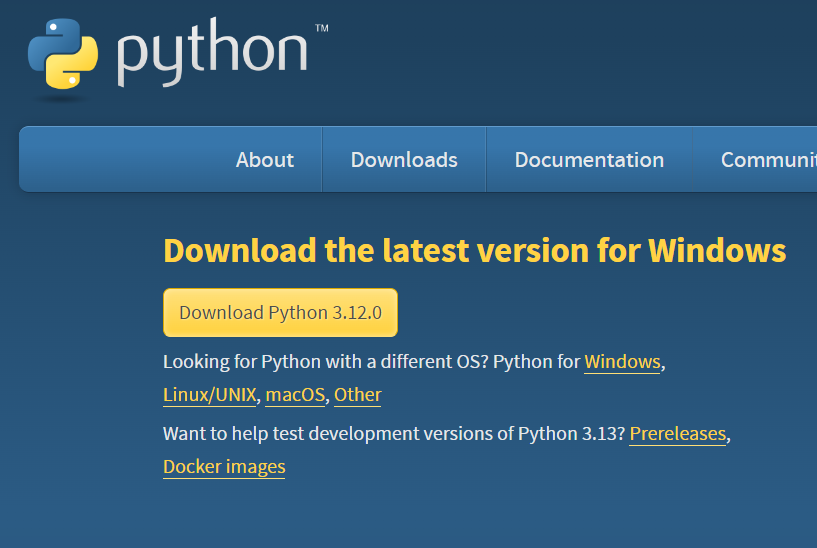 python™
About Downloads Documentation
Download the latest version for Windows
Download Python 3.12.0
Looking for Python with a different OS? Python for Windows,
Linux/UNIX, macOS, Other
Want to help test development versions of Python 3.13? Prereleases,
Docker images